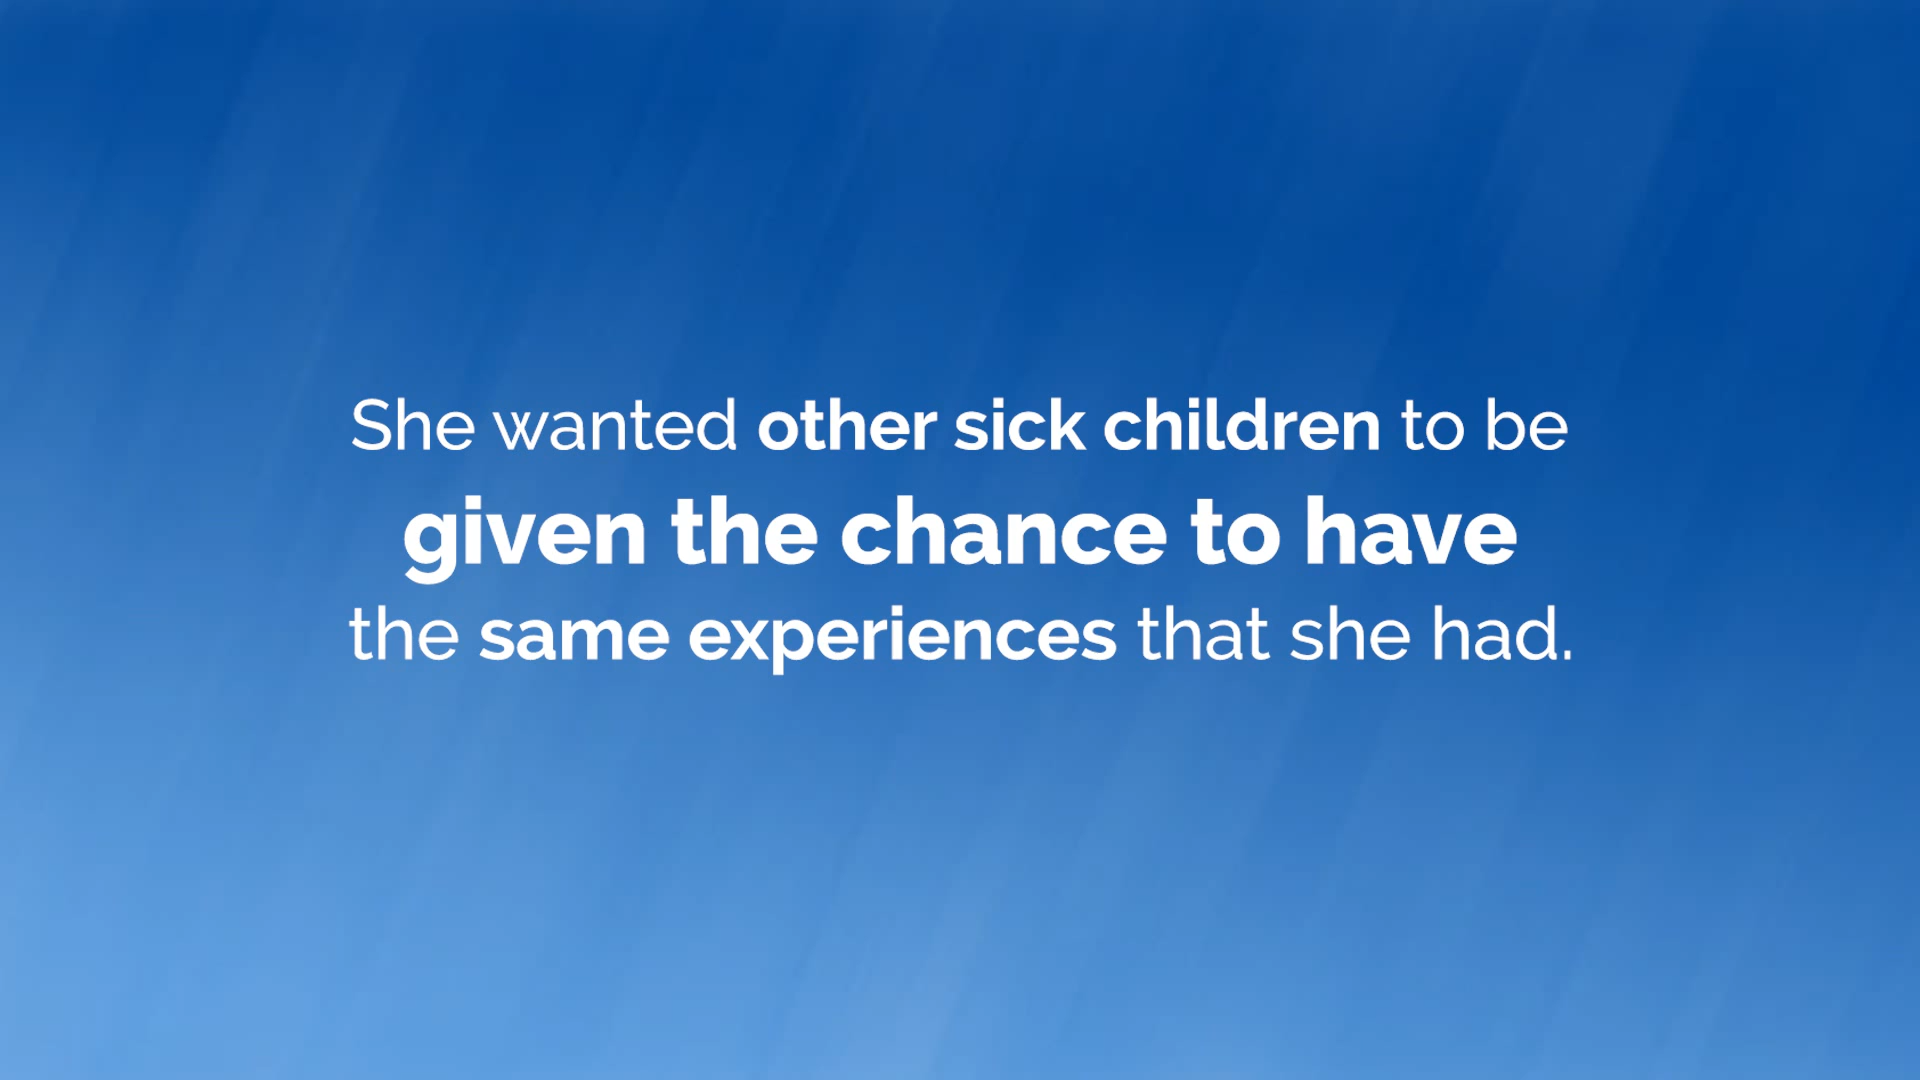 She wanted other sick children to be
given the chance to have
the same experiences that she had.